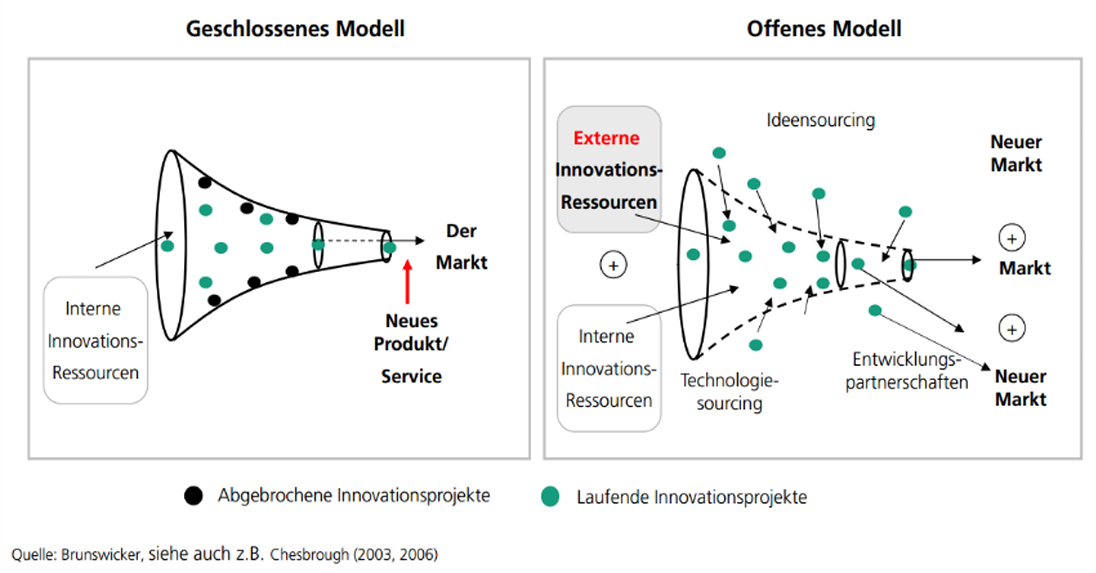 Geschlossenes Modell
Interne
Innovations-
Ressourcen
Der
Markt
Neues
Produkt/
Service
Offenes Modell
Externe
Innovations-
Ressourcen
+
Interne
Innovations-
Ressourcen
Ideensourcing
Technologie-
sourcing
Entwicklungs-
partnerschaften
Neuer
Markt
+
Markt
+
Neuer
Markt
Abgebrochene Innovationsprojekte
Laufende Innovationsprojekte
Quelle: Brunswicker, siehe auch z.B. Chesbrough (2003, 2006)